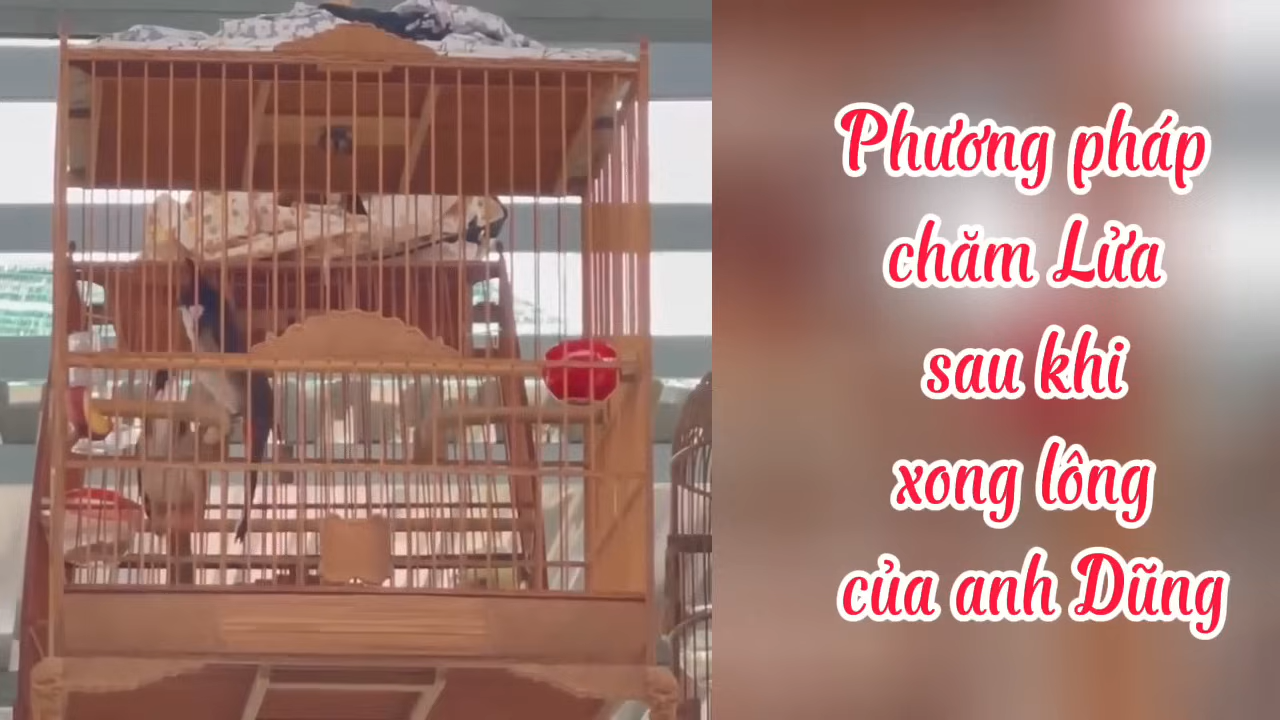 Phương pháp
chăm Lửa
sau khi
xong lông
của anh Dũng